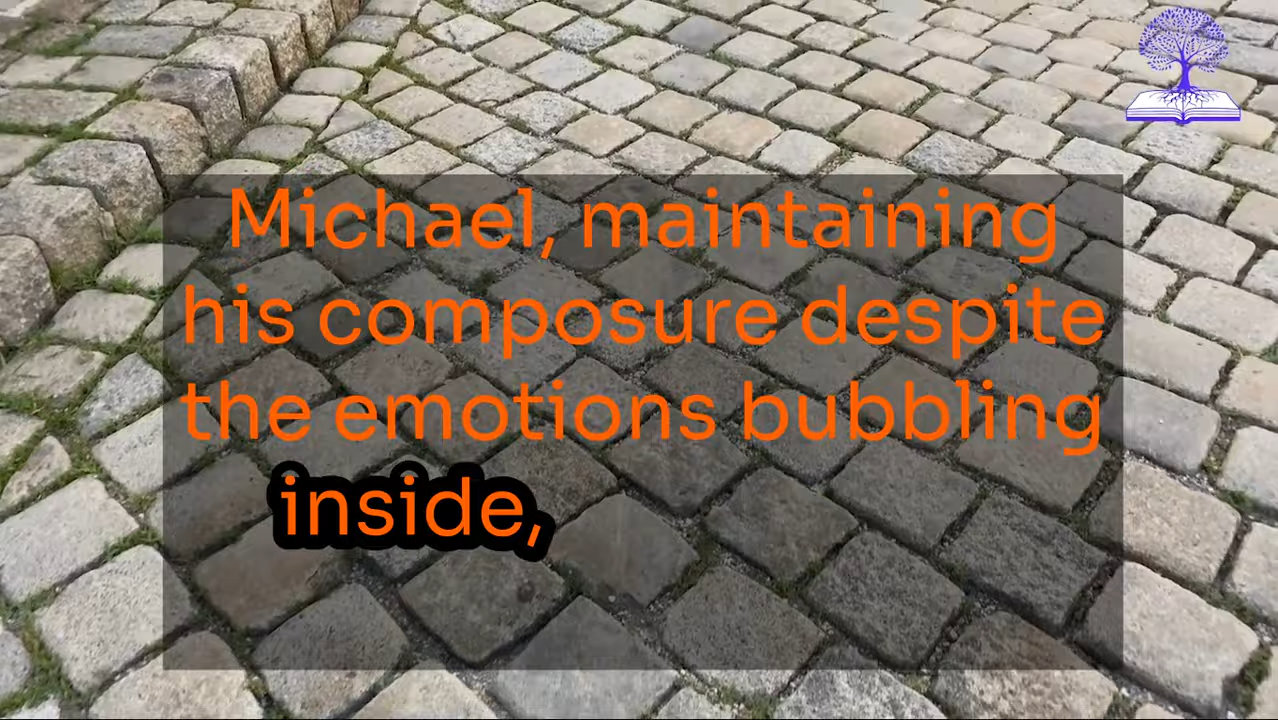 Michael, maintaining
his composure despite
the emotions bubbling
inside,